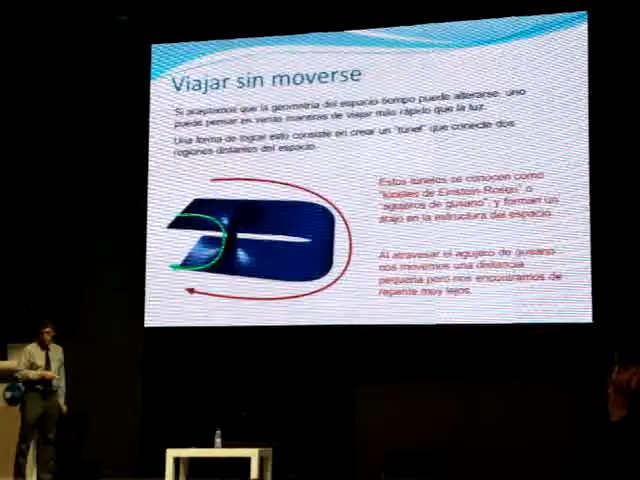 Viajar sin moverse
Si aceptamos que la geometría del espacio-tiempo puede alterarse, uno
puede pensar en varias maneras de viajar más rápido que la luz.
Una forma de lograr esto consiste en crear un "túnel" que conecte dos
regiones distantes del espacio.
Estos túneles se conocen como
"túneles de Einstein-Rosen" o
"agujeros de gusano", y forman un
atajo en la estructura del espacio.
Al atravesar el agujero de gusano
nos movemos una distancia
pequeña pero nos encontramos de
repente muy lejos.